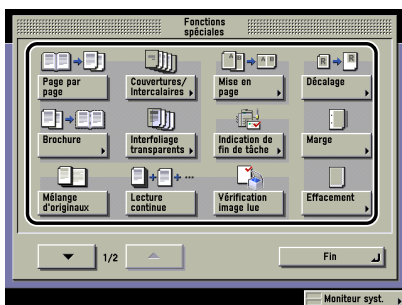 Fonctions
spéciales
A
A B
R
R
Page par
page
Couvertures/
Intercalaires
Mise en
page
Décalage
Brochure
Interfoliage
transparents
Indication de
fin de tâche
Marge
Mélange
d'originaux
Lecture
continue
Vérification
image lue
Effacement
1/2
Fin
Moniteur syst.